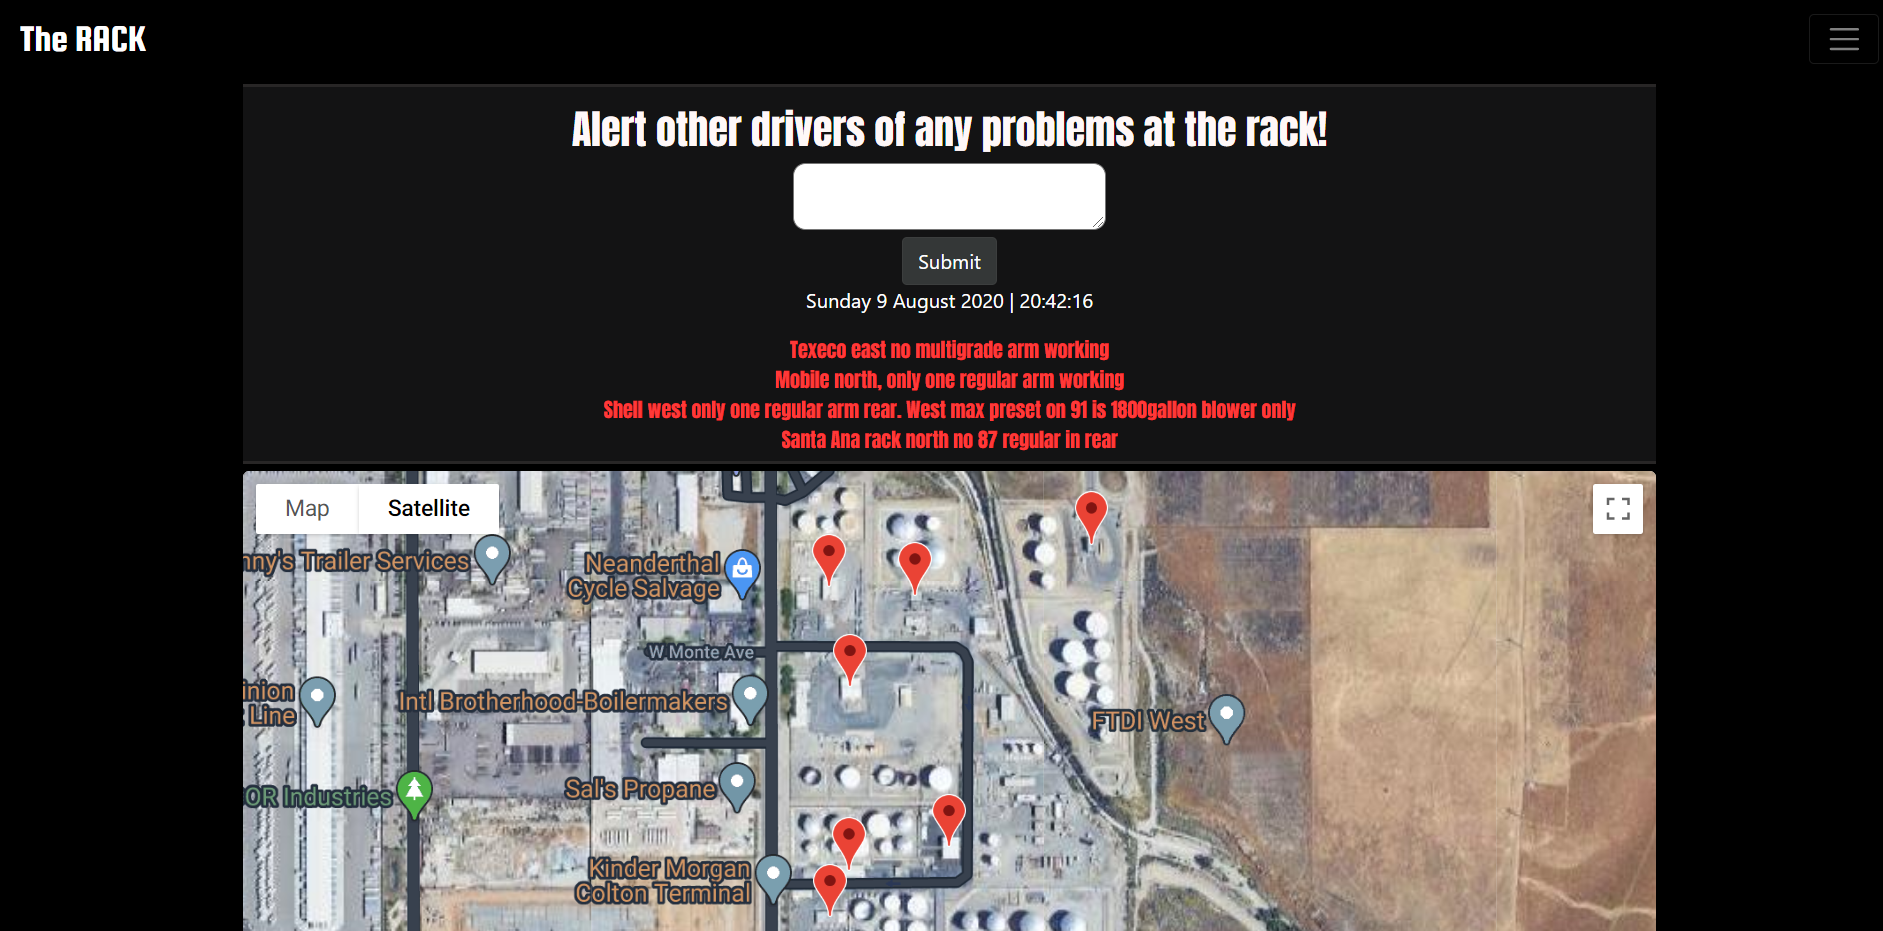 The RACK
Alert other drivers of any problems at the rack!
Submit
Sunday 9 August 2020 | 20:42:16
Texeco east no multigrade arm working
Mobile north, only one regular arm working
Shell west only one regular arm rear. West max preset on 91 is 1800gallon blower only
Santa Ana rack north no 87 regular in rear
Map
Satellite
nny's Trailer Services
Neanderthal
Cycle Salvage
W Monte Ave
nion
Line
Intl Brotherhood-Boilermakers
FTDI West
OR Industries
Sal's Propane
Kinder Morgan
Colton Terminal